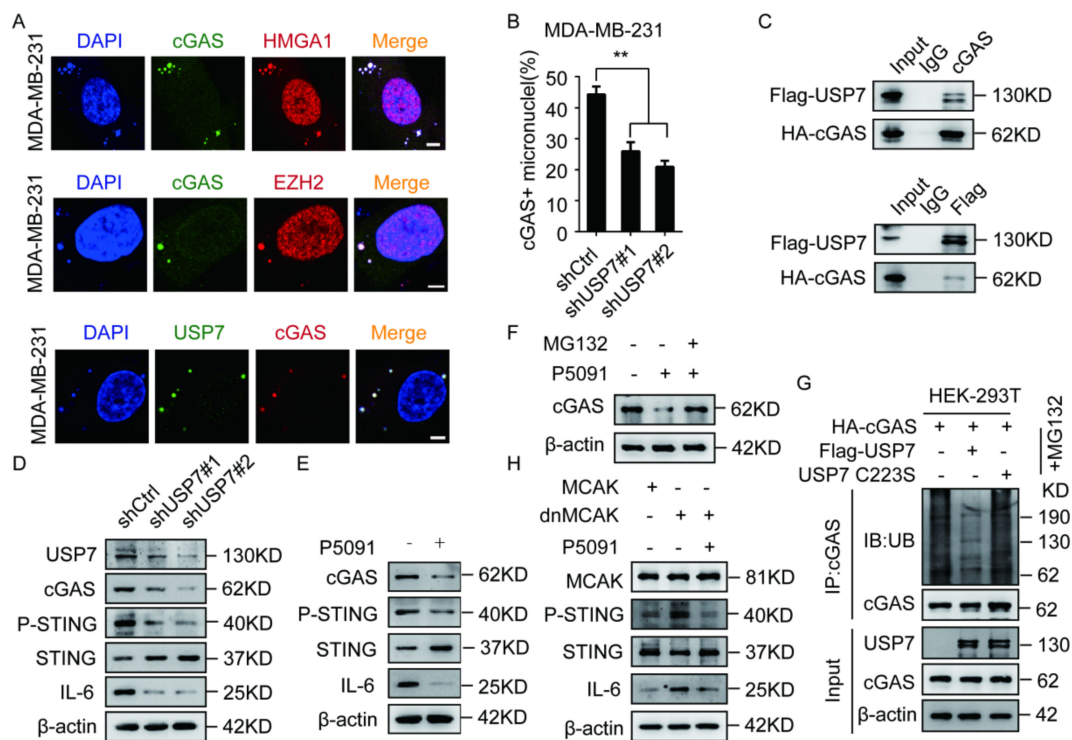 A
MDA-MB-231
DAPI cGAS HMGA1 Merge
MDA-MB-231
DAPI cGAS EZH2 Merge
MDA-MB-231
DAPI USP7 cGAS Merge
B
MDA-MB-231
**
cGAS+ micronucleI(%)
50
40
30
20
10
0
shCtrl
shUSP7#1
shUSP7#2
C
Input IgG cGAS
Flag-USP7 130KD
HA-cGAS 62KD
Input IgG Flag
Flag-USP7 130KD
HA-cGAS 62KD
D
shCtrl shUSP7#1 shUSP7#2
USP7 130KD
cGAS 62KD
P-STING 40KD
STING 37KD
IL-6 25KD
β-actin 42KD
E
P5091 - +
cGAS 62KD
P-STING 40KD
STING 37KD
IL-6 25KD
β-actin 42KD
F
MG132 - - +
P5091 - + +
cGAS 62KD
β-actin 42KD
G
HEK-293T
HA-cGAS + + +
Flag-USP7 - + -
USP7 C223S - - +
+MG132
KD
IP:cGAS
IB:UB
190
130
62
cGAS 62
Input
USP7 130
cGAS 62
β-actin 42
H
MCAK + - -
dnMCAK - + +
P5091 - - +
MCAK 81KD
P-STING 40KD
STING 37KD
IL-6 25KD
β-actin 42KD